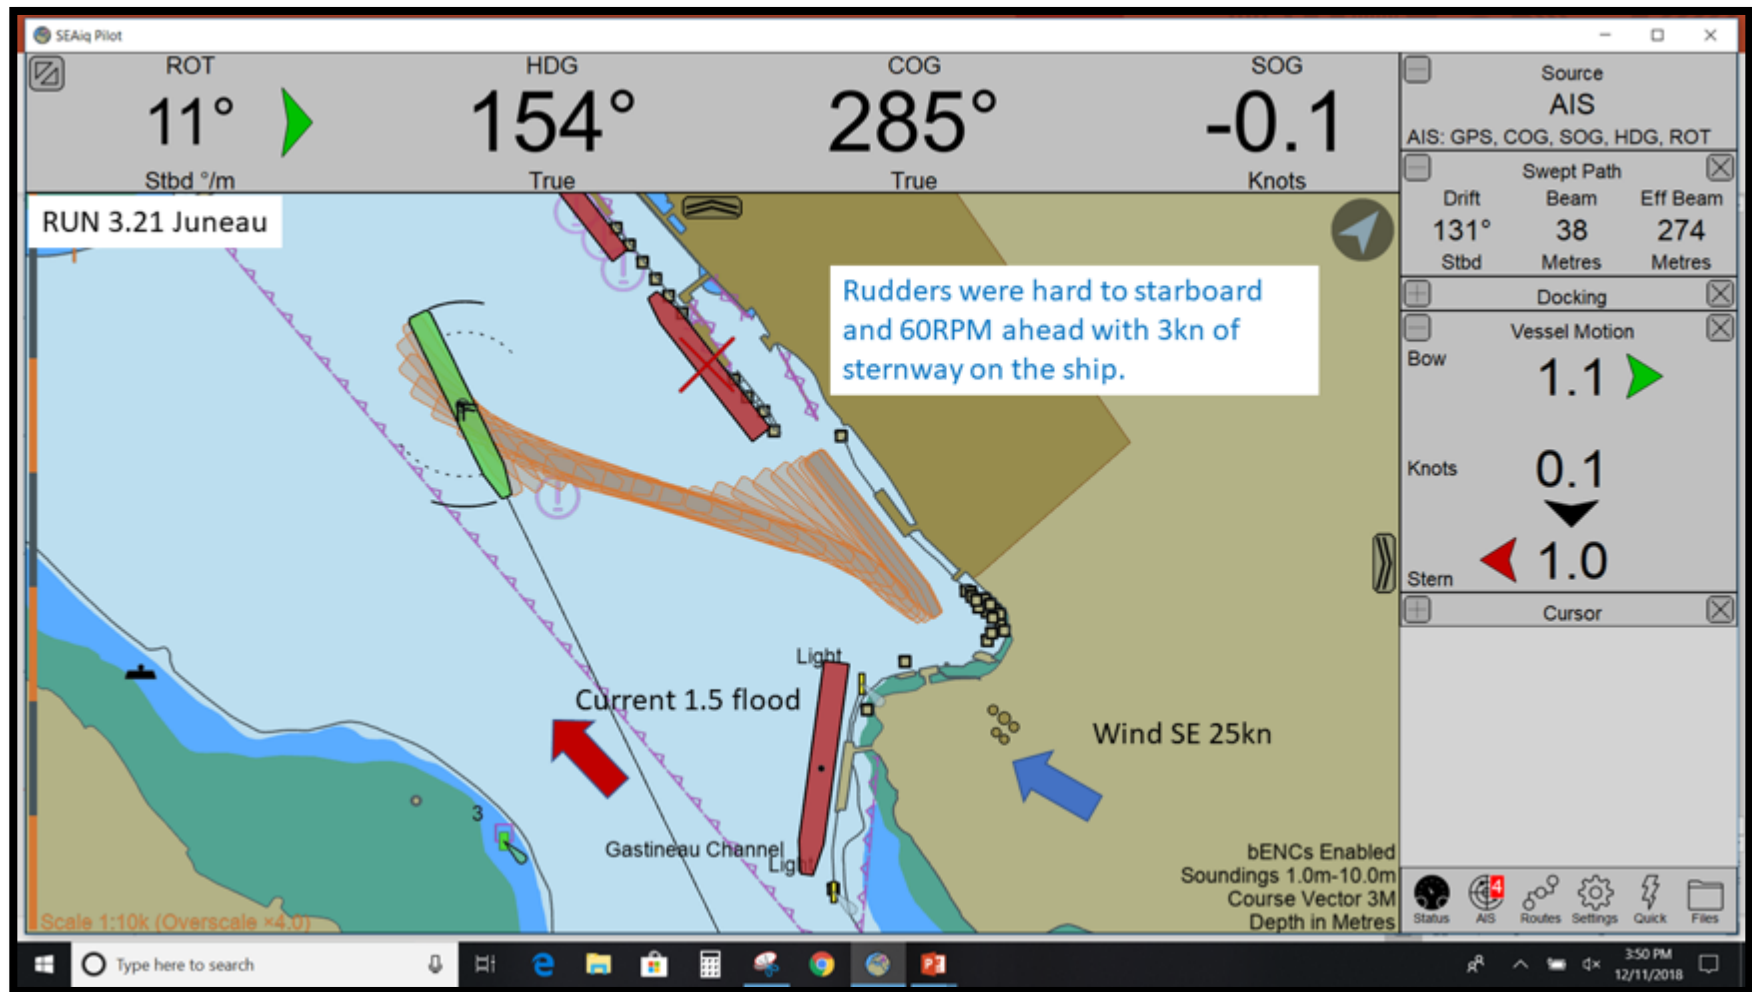 SEAiq Pilot
ROT
HDG
COG
SOG
11°
154°
285°
-0.1
Stbd °/m
True
True
Knots
Source
AIS
AIS: GPS, COG, SOG, HDG, ROT
Swept Path
Drift
Beam
Eff Beam
131°
38
274
Stbd
Metres
Metres
Docking
Vessel Motion
Bow
1.1
Knots
0.1
Stern
1.0
Cursor
RUN 3.21 Juneau
Rudders were hard to starboard
and 60RPM ahead with 3kn of
sternway on the ship.
Light
Current 1.5 flood
Wind SE 25kn
3
Gastineau Channel
Light
bENCs Enabled
Soundings 1.0m-10.0m
Course Vector 3M
Depth in Metres
Scale 1:10k (Overscale ×4.0)
4
Status
AIS
Routes
Settings
Quick
Files
Type here to search
3:50 PM
12/11/2018